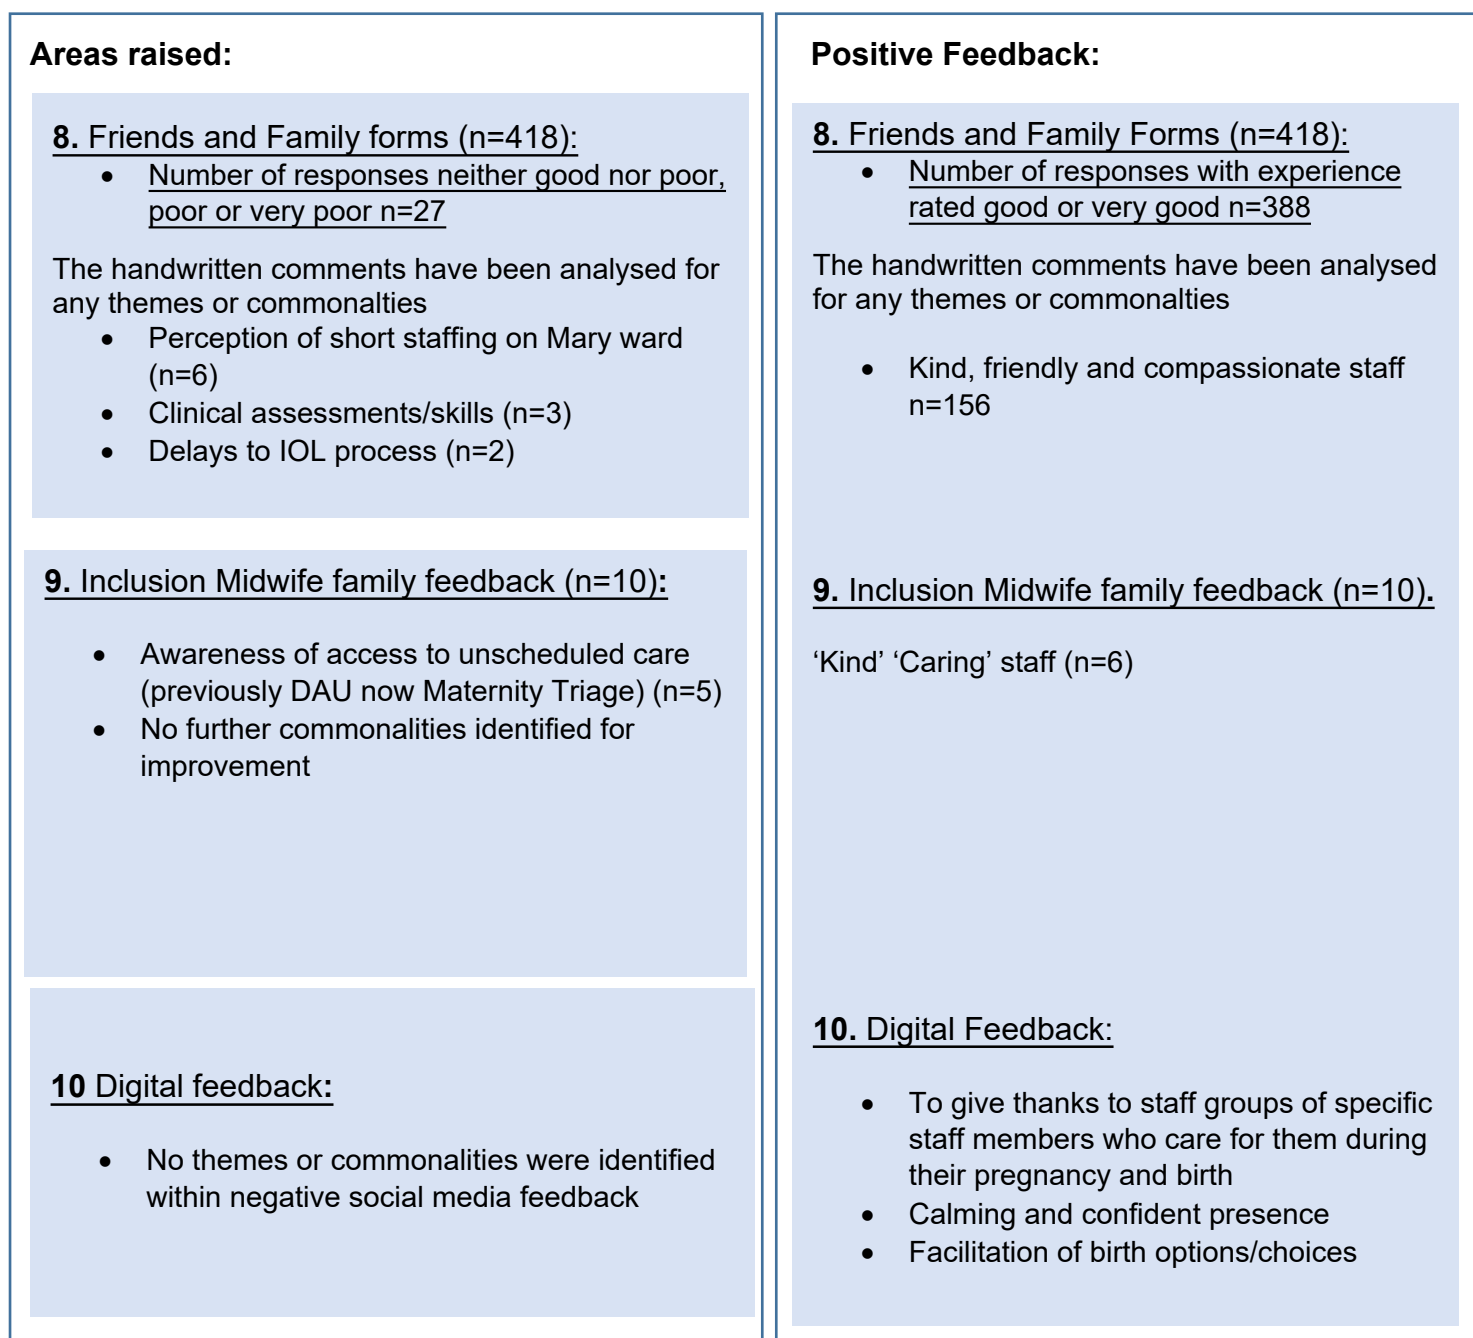 Areas raised:
8. Friends and Family forms (n=418):
• Number of responses neither good nor poor,
poor or very poor n=27
The handwritten comments have been analysed for
any themes or commonalties
• Perception of short staffing on Mary ward
(n=6)
• Clinical assessments/skills (n=3)
• Delays to IOL process (n=2)
9. Inclusion Midwife family feedback (n=10):
• Awareness of access to unscheduled care
(previously DAU now Maternity Triage) (n=5)
• No further commonalities identified for
improvement
10 Digital feedback:
• No themes or commonalities were identified
within negative social media feedback
Positive Feedback:
8. Friends and Family Forms (n=418):
• Number of responses with experience
rated good or very good n=388
The handwritten comments have been analysed
for any themes or commonalties
• Kind, friendly and compassionate staff
n=156
9. Inclusion Midwife family feedback (n=10).
‘Kind’ ‘Caring’ staff (n=6)
10. Digital Feedback:
• To give thanks to staff groups of specific
staff members who care for them during
their pregnancy and birth
• Calming and confident presence
• Facilitation of birth options/choices